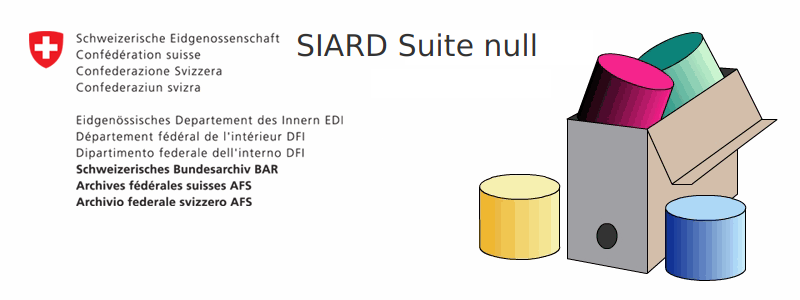 Schweizerische Eidgenossenschaft
Confédération suisse
Confederazione Svizzera
Confederaziun svizra
SIARD Suite null
Eidgenössisches Departement des Innern EDI
Département fédéral de l'intérieur DFI
Dipartimento federale dell'interno DFI
Schweizerisches Bundesarchiv BAR
Archives fédérales suisses AFS
Archivio federale svizzero AFS